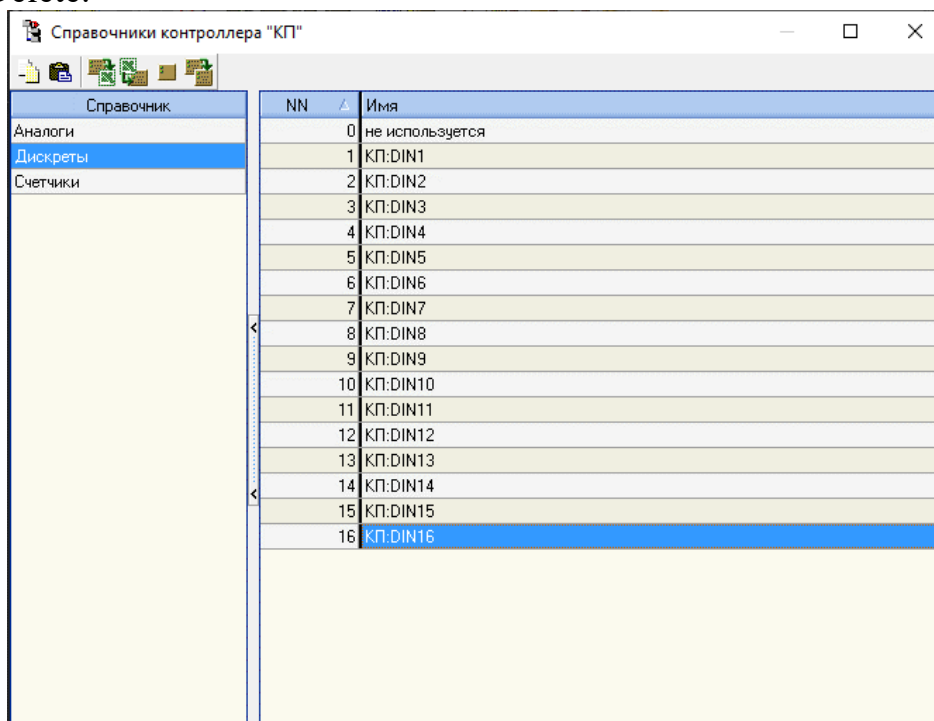 Справочники контроллера "КП"
Справочник
Аналоги
Дискреты
Счетчики
NN Имя
0 не используется
1 КП:DIN1
2 КП:DIN2
3 КП:DIN3
4 КП:DIN4
5 КП:DIN5
6 КП:DIN6
7 КП:DIN7
8 КП:DIN8
9 КП:DIN9
10 КП:DIN10
11 КП:DIN11
12 КП:DIN12
13 КП:DIN13
14 КП:DIN14
15 КП:DIN15
16 КП:DIN16